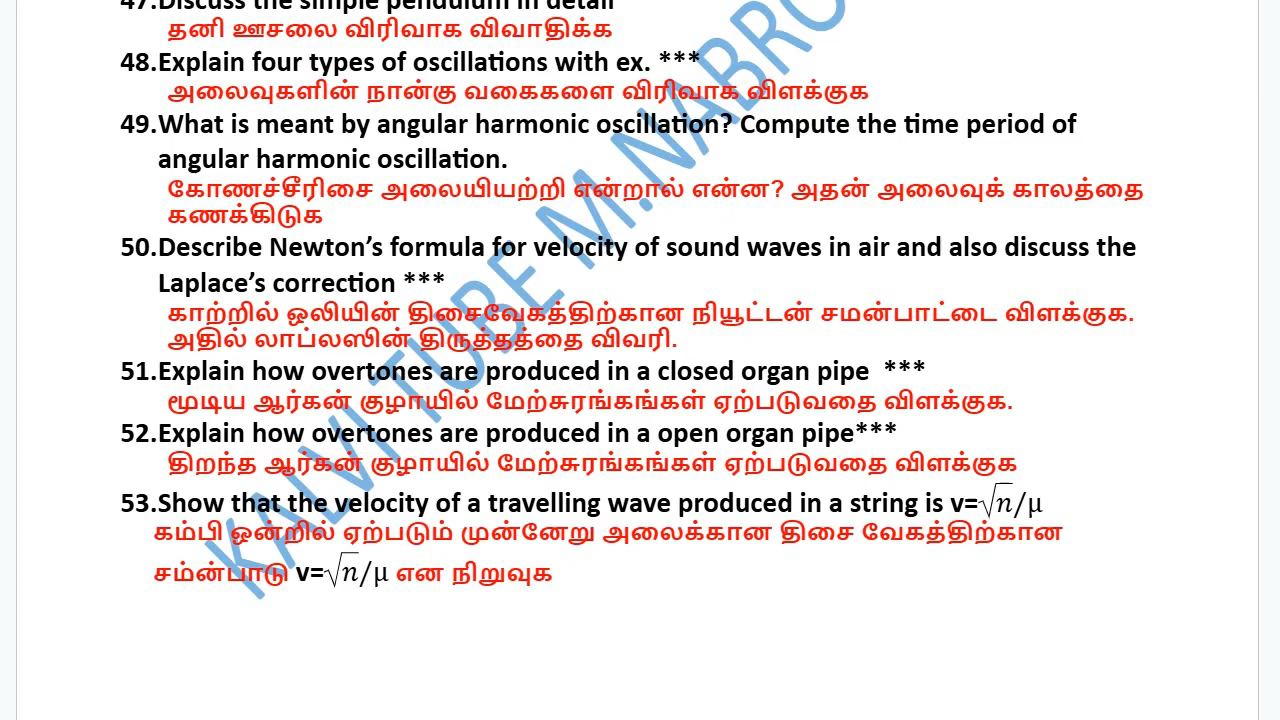 47.Discuss the simple pendulum in detail
தனி ஊசலை விரிவாக விவாதிக்க
48.Explain four types of oscillations with ex. ***
அலைவுகளின் நான்கு வகைகளை விரிவாக விளக்குக
49.What is meant by angular harmonic oscillation? Compute the time period of
angular harmonic oscillation.
கோணச்சீரிசை அலையியற்றி என்றால் என்ன? அதன் அலைவுக் காலத்தை
கணக்கிடுக
50.Describe Newton’s formula for velocity of sound waves in air and also discuss the
Laplace’s correction ***
காற்றில் ஒலியின் திசைவேகத்திற்கான நியூட்டன் சமன்பாட்டை விளக்குக.
அதில் லாப்லஸின் திருத்தத்தை விவரி.
51.Explain how overtones are produced in a closed organ pipe ***
மூடிய ஆர்கன் குழாயில் மேற்சுரங்கங்கள் ஏற்படுவதை விளக்குக.
52.Explain how overtones are produced in a open organ pipe***
திறந்த ஆர்கன் குழாயில் மேற்சுரங்கங்கள் ஏற்படுவதை விளக்குக
53.Show that the velocity of a travelling wave produced in a string is v=√n/μ
கம்பி ஒன்றில் ஏற்படும் முன்னேறு அலைக்கான திசை வேகத்திற்கான
சம்ன்பாடு v=√n/μ என நிறுவுக
KALVI TUBE M.NABRO